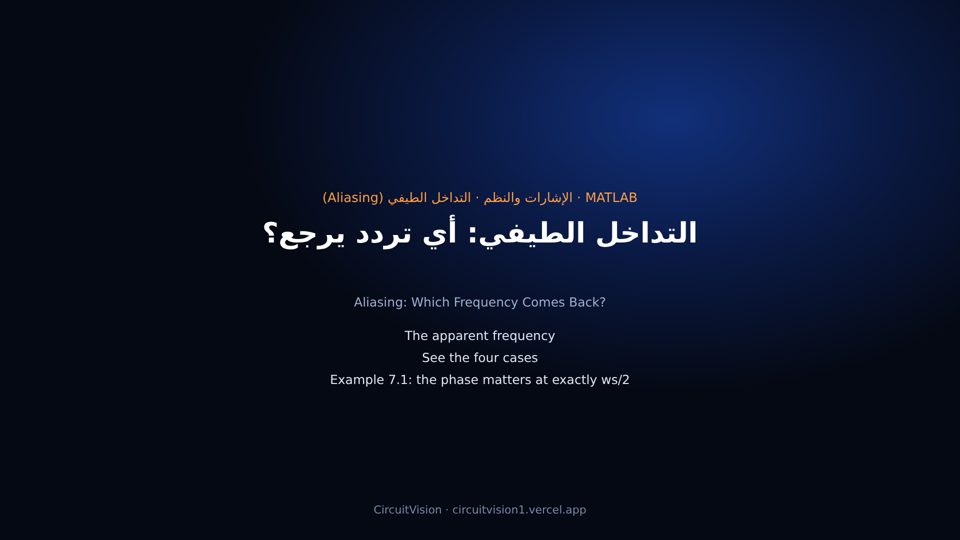 MATLAB · الإشارات والنظم · التداخل الطيفي (Aliasing)
التداخل الطيفي: أي تردد يرجع؟
Aliasing: Which Frequency Comes Back?
The apparent frequency
See the four cases
Example 7.1: the phase matters at exactly ws/2
CircuitVision · circuitvision1.vercel.app